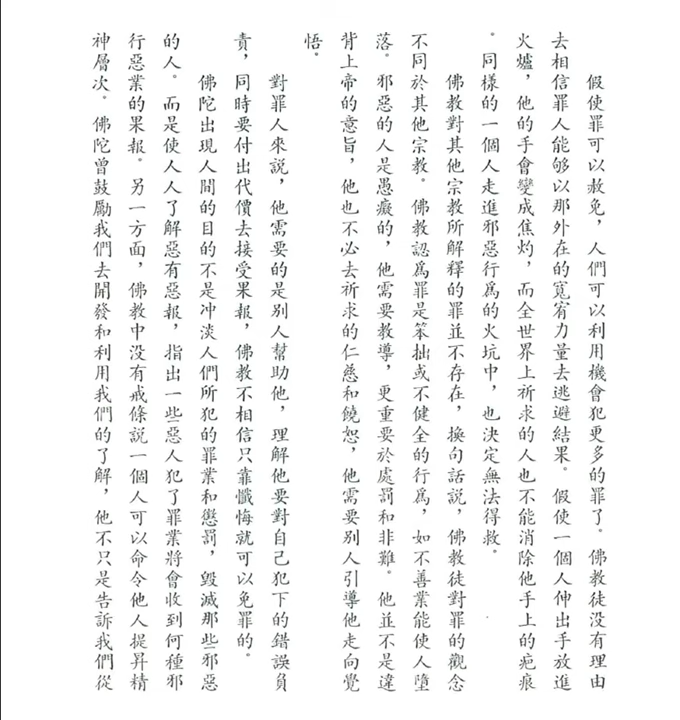 假使罪可以赦免，人們可以利用機會犯更多的罪了。佛教徒没有理由
去相信罪人能够以那外在的寬宥力量去逃避結果。假使一個人伸出手放進
火爐，他的手會變成焦灼，而全世界上祈求的人也不能消除他手上的疤痕
。同樣的一個人走進邪惡行爲的火坑中，也決定無法得救。
佛教對其他宗教所解釋的罪並不存在，換句話説，佛教徒對罪的觀念
不同於其他宗教。佛教認爲罪是笨拙或不健全的行爲，如不善業能使人墮
落。邪惡的人是愚癡的，他需要教導，更重要於處罰和非難。他並不是違
背上帝的意旨，他也不必去祈求的仁慈和饒恕，他需要別人引導他走向覺
悟。
對罪人來説，他需要的是別人幫助他，理解他要對自己犯下的錯誤負
責，同時要付出代價去接受果報，佛教不相信只靠懺悔就可以免罪的。
佛陀出現人間的目的不是冲淡人們所犯的罪業和懲罰，毀滅那些邪惡
的人。而是使人人了解惡有惡報，指出一些惡人犯了罪業將會收到何種邪
行惡業的果報。另一方面，佛教中没有戒條説一個人可以命令他人提昇精
神層次。佛陀曾鼓勵我們去開發和利用我們的了解，他不只是告訴我們從